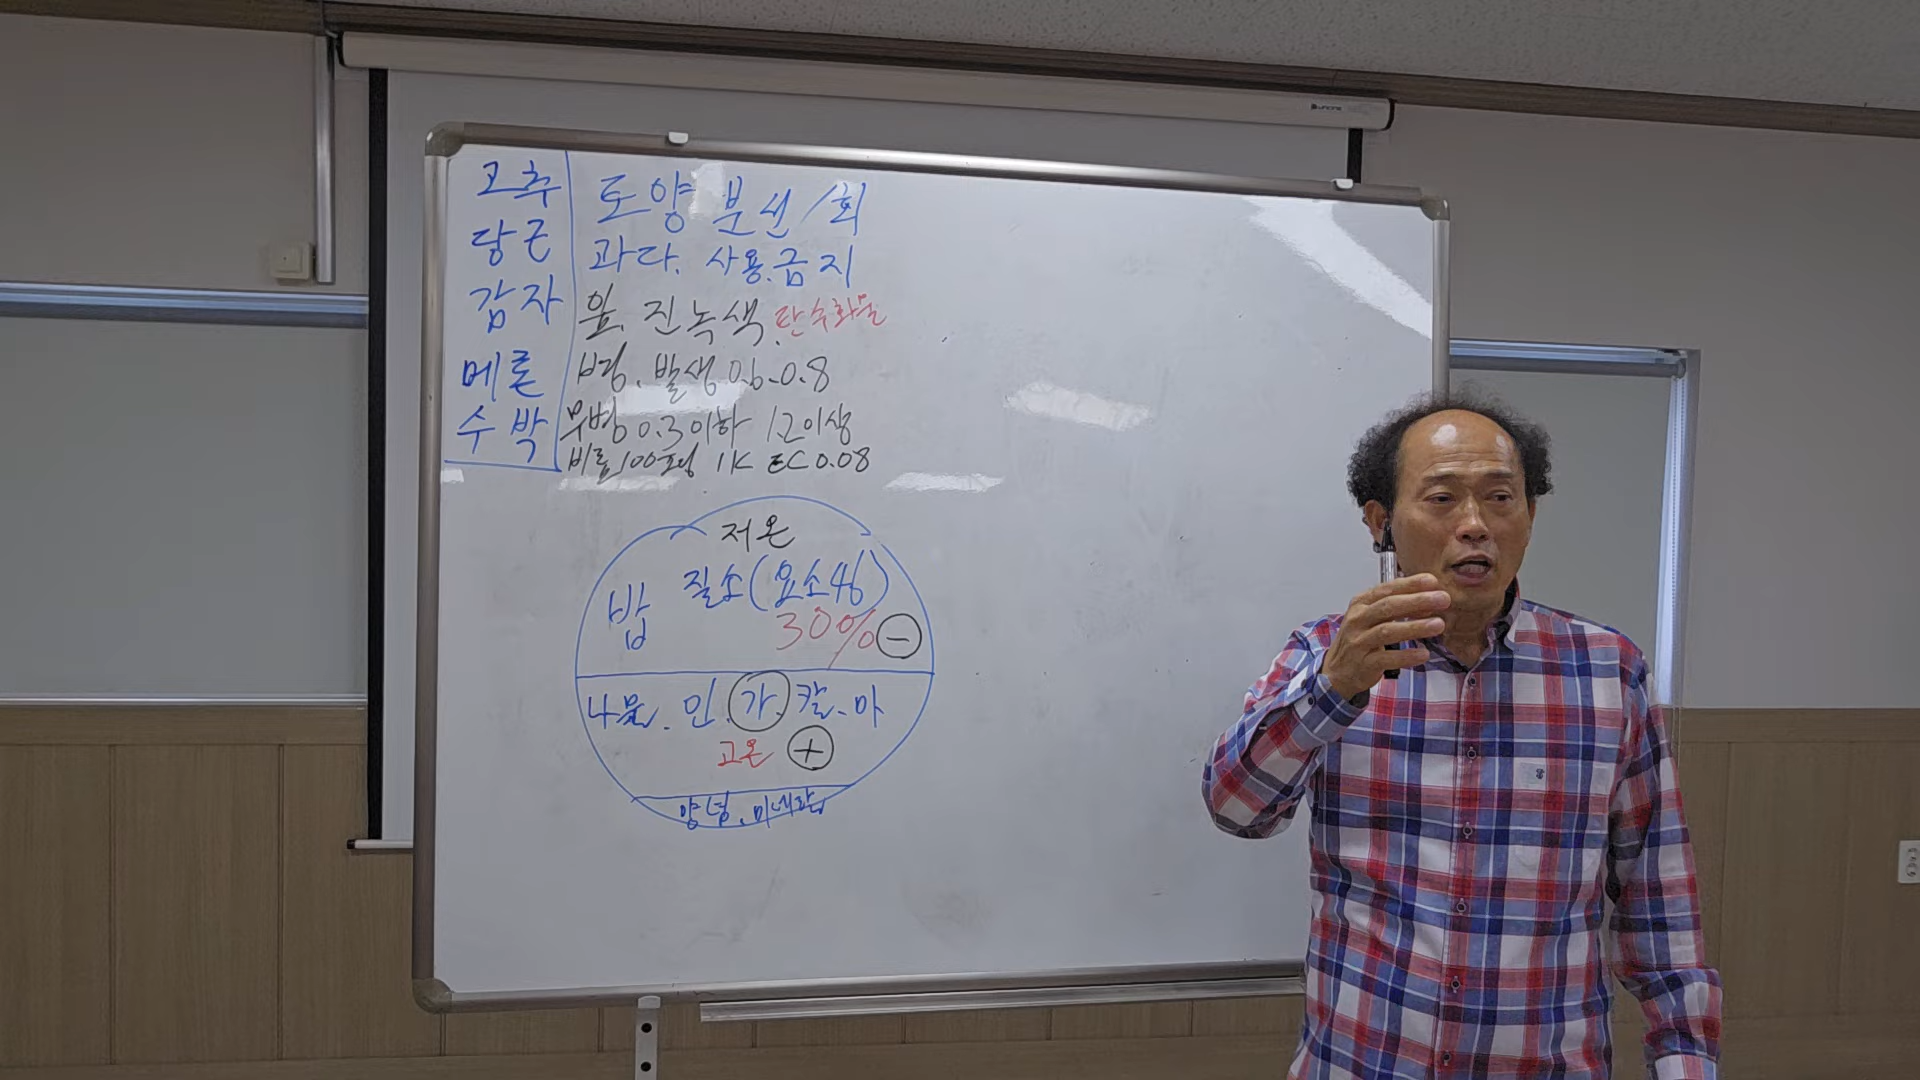 고추
당근
감자
메론
수박
토양 분선/회
과다. 사용.금지
잎. 진녹색. 탄수화물
병. 발생 0.6-0.8
무병 0.3이하 1.2이상
비료100평 1K EC 0.08
저온
밥 질소(요소46)
30% -
나물. 인. 가. 칼. 마
고온 +
양념. 미네랄